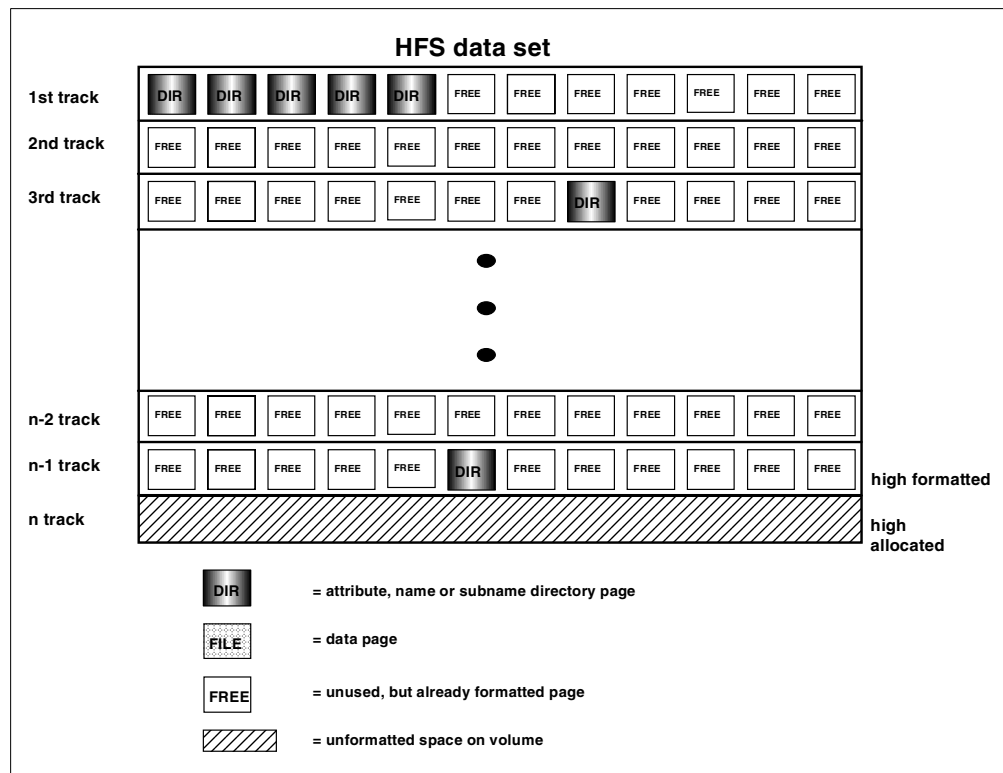 HFS data set
1st track DIR DIR DIR DIR DIR FREE FREE FREE FREE FREE FREE FREE
2nd track FREE FREE FREE FREE FREE FREE FREE FREE FREE FREE FREE FREE
3rd track FREE FREE FREE FREE FREE FREE FREE DIR FREE FREE FREE FREE
n-2 track FREE FREE FREE FREE FREE FREE FREE FREE FREE FREE FREE FREE
n-1 track FREE FREE FREE FREE FREE DIR FREE FREE FREE FREE FREE FREE high formatted
n track high
allocated
DIR = attribute, name or subname directory page
FILE = data page
FREE = unused, but already formatted page
= unformatted space on volume